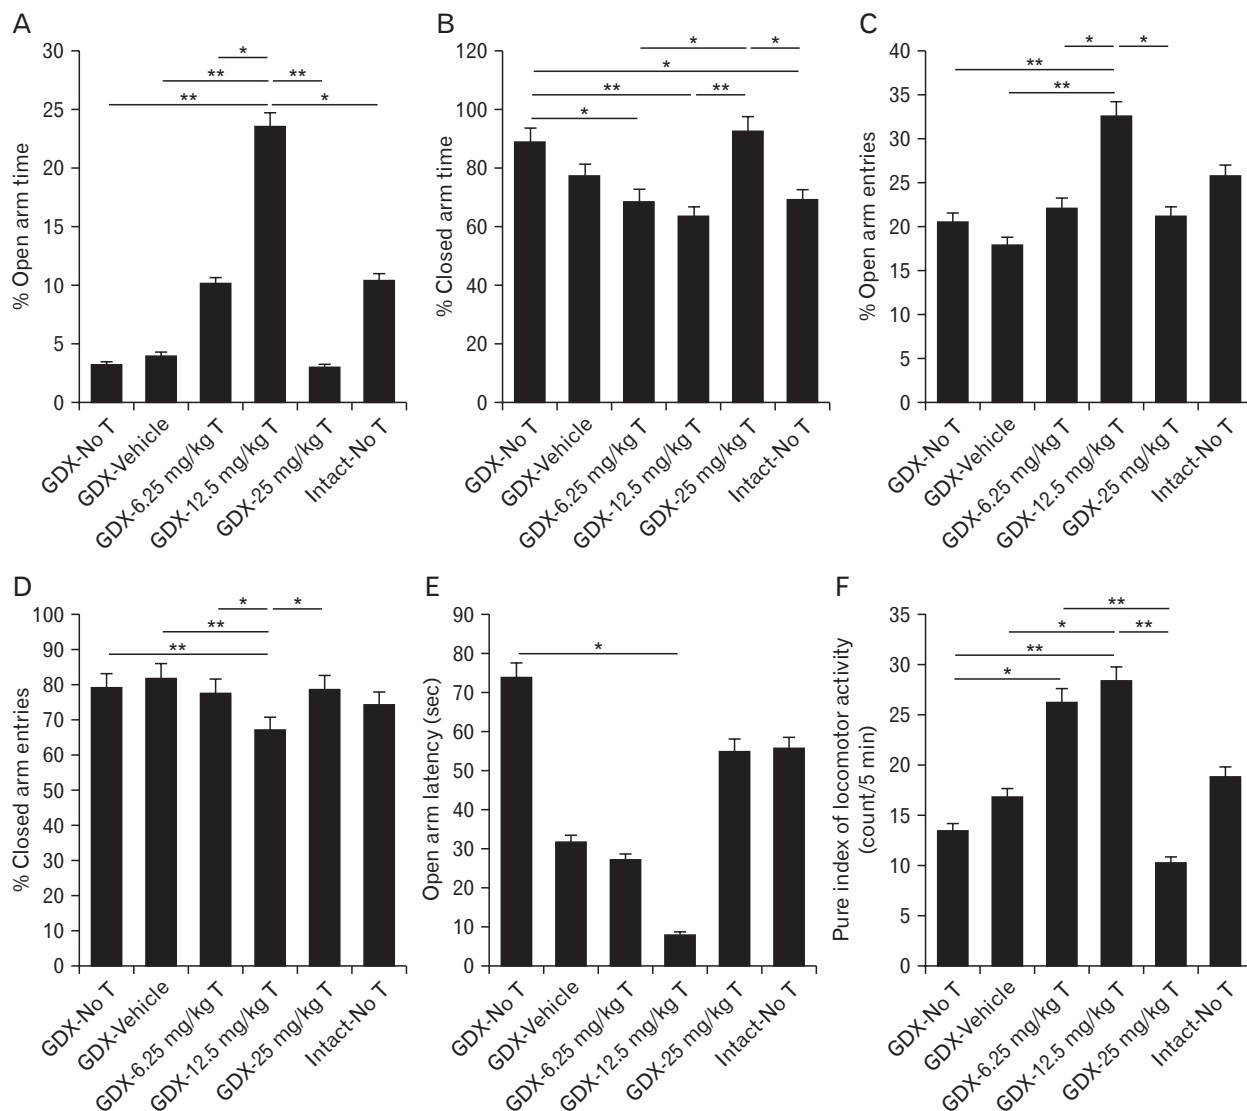 A
% Open arm time
30
25
20
15
10
5
0
*
**
**
**
*
GDX-No T
GDX-Vehicle
GDX-6.25 mg/kg T
GDX-12.5 mg/kg T
GDX-25 mg/kg T
Intact-No T
B
% Closed arm time
120
100
80
60
40
20
0
*
*
*
**
**
*
GDX-No T
GDX-Vehicle
GDX-6.25 mg/kg T
GDX-12.5 mg/kg T
GDX-25 mg/kg T
Intact-No T
C
% Open arm entries
40
35
30
25
20
15
10
5
0
*
*
**
**
GDX-No T
GDX-Vehicle
GDX-6.25 mg/kg T
GDX-12.5 mg/kg T
GDX-25 mg/kg T
Intact-No T
D
% Closed arm entries
100
90
80
70
60
50
40
30
20
10
0
*
*
**
**
GDX-No T
GDX-Vehicle
GDX-6.25 mg/kg T
GDX-12.5 mg/kg T
GDX-25 mg/kg T
Intact-No T
E
Open arm latency (sec)
90
80
70
60
50
40
30
20
10
0
*
GDX-No T
GDX-Vehicle
GDX-6.25 mg/kg T
GDX-12.5 mg/kg T
GDX-25 mg/kg T
Intact-No T
F
Pure index of locomotor activity
(count/5 min)
35
30
25
20
15
10
5
0
**
*
**
**
*
GDX-No T
GDX-Vehicle
GDX-6.25 mg/kg T
GDX-12.5 mg/kg T
GDX-25 mg/kg T
Intact-No T